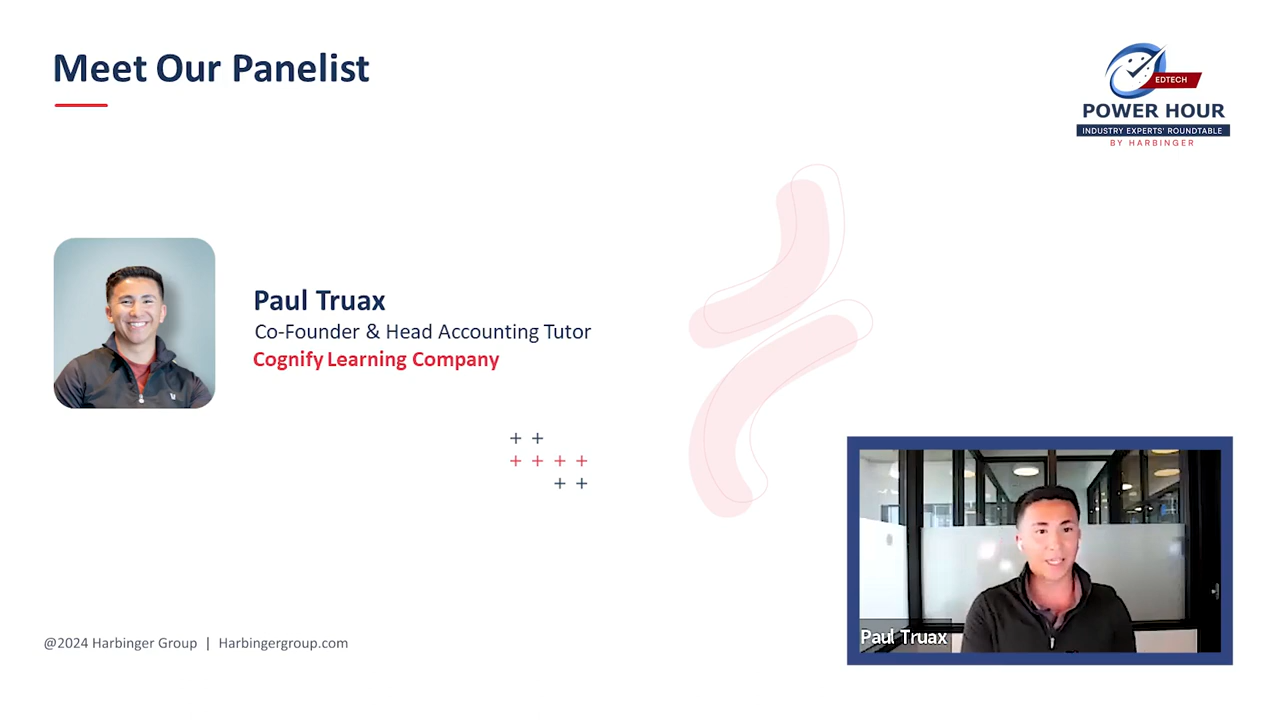 Meet Our Panelist
EDTECH
POWER HOUR
INDUSTRY EXPERTS' ROUNDTABLE
BY HARBINGER
Paul Truax
Co-Founder & Head Accounting Tutor
Cognify Learning Company
Paul Truax
@2024 Harbinger Group | Harbingergroup.com